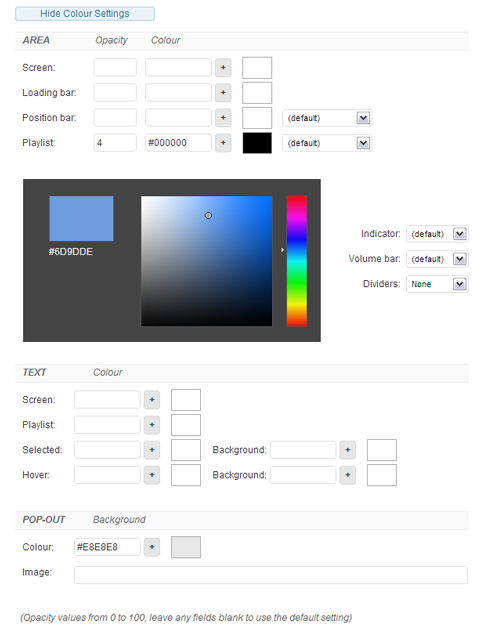 Hide Colour Settings
AREA Opacity Colour
Screen: +
Loading bar: +
Position bar: + (default)
Playlist: 4 #000000 + (default)
#6D9DDE
Indicator: (default)
Volume bar: (default)
Dividers: None
TEXT Colour
Screen: +
Playlist: +
Selected: + Background: +
Hover: + Background: +
POP-OUT Background
Colour: #E8E8E8 +
Image:
(Opacity values from 0 to 100, leave any fields blank to use the default setting)